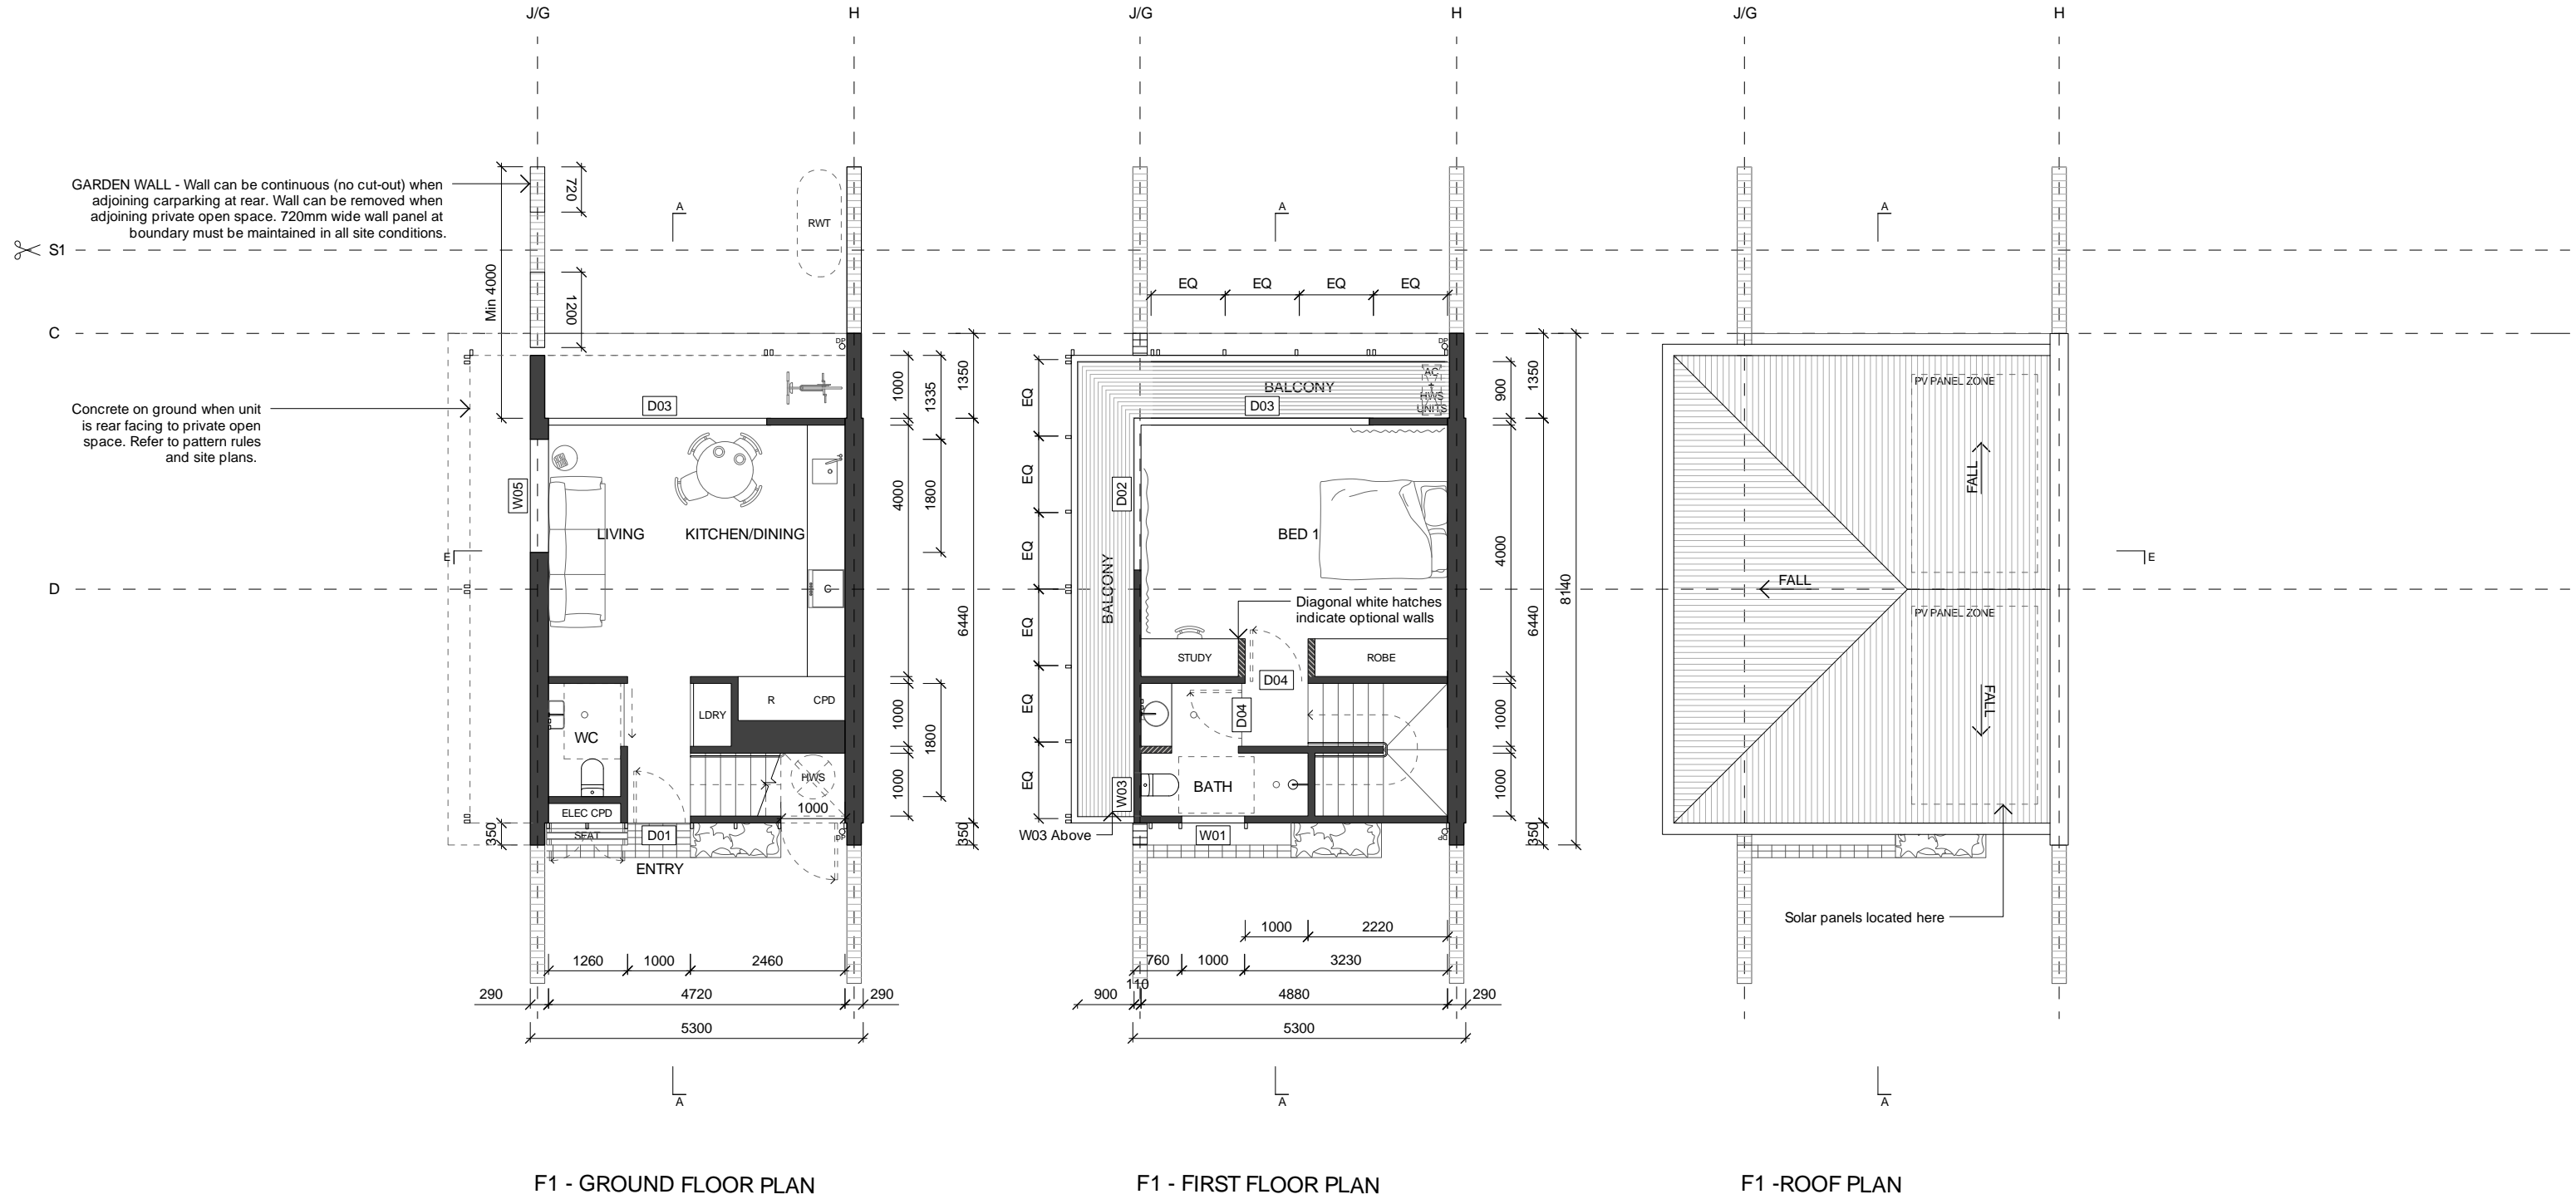 J/G
H
J/G
H
J/G
H
GARDEN WALL - Wall can be continuous (no cut-out) when
adjoining carparking at rear. Wall can be removed when
adjoining private open space. 720mm wide wall panel at
boundary must be maintained in all site conditions.
S1
C
D
Concrete on ground when unit
is rear facing to private open
space. Refer to pattern rules
and site plans.
Min 4000
720
1200
A
RWT
DP
D03
W05
LIVING
KITCHEN/DINING
C
E
WC
LDRY
R
CPD
HWS
1000
ELEC CPD
SEAT
D01
DP
ENTRY
350
1000
4000
1000
1000
1335
1800
1800
1350
6440
350
1260
1000
2460
290
4720
290
5300
A
F1 - GROUND FLOOR PLAN
A
EQ
EQ
EQ
EQ
DP
BALCONY
AC
+
HWS
UNITS
D03
EQ
EQ
EQ
EQ
EQ
EQ
D02
BALCONY
BED 1
Diagonal white hatches
indicate optional walls
STUDY
ROBE
D04
D04
BATH
W03
W03 Above
W01
DP
900
4000
1000
1000
1350
6440
350
8140
1000
2220
760
1000
3230
110
900
4880
290
5300
A
F1 - FIRST FLOOR PLAN
A
PV PANEL ZONE
FALL
FALL
PV PANEL ZONE
FALL
E
Solar panels located here
A
F1 -ROOF PLAN